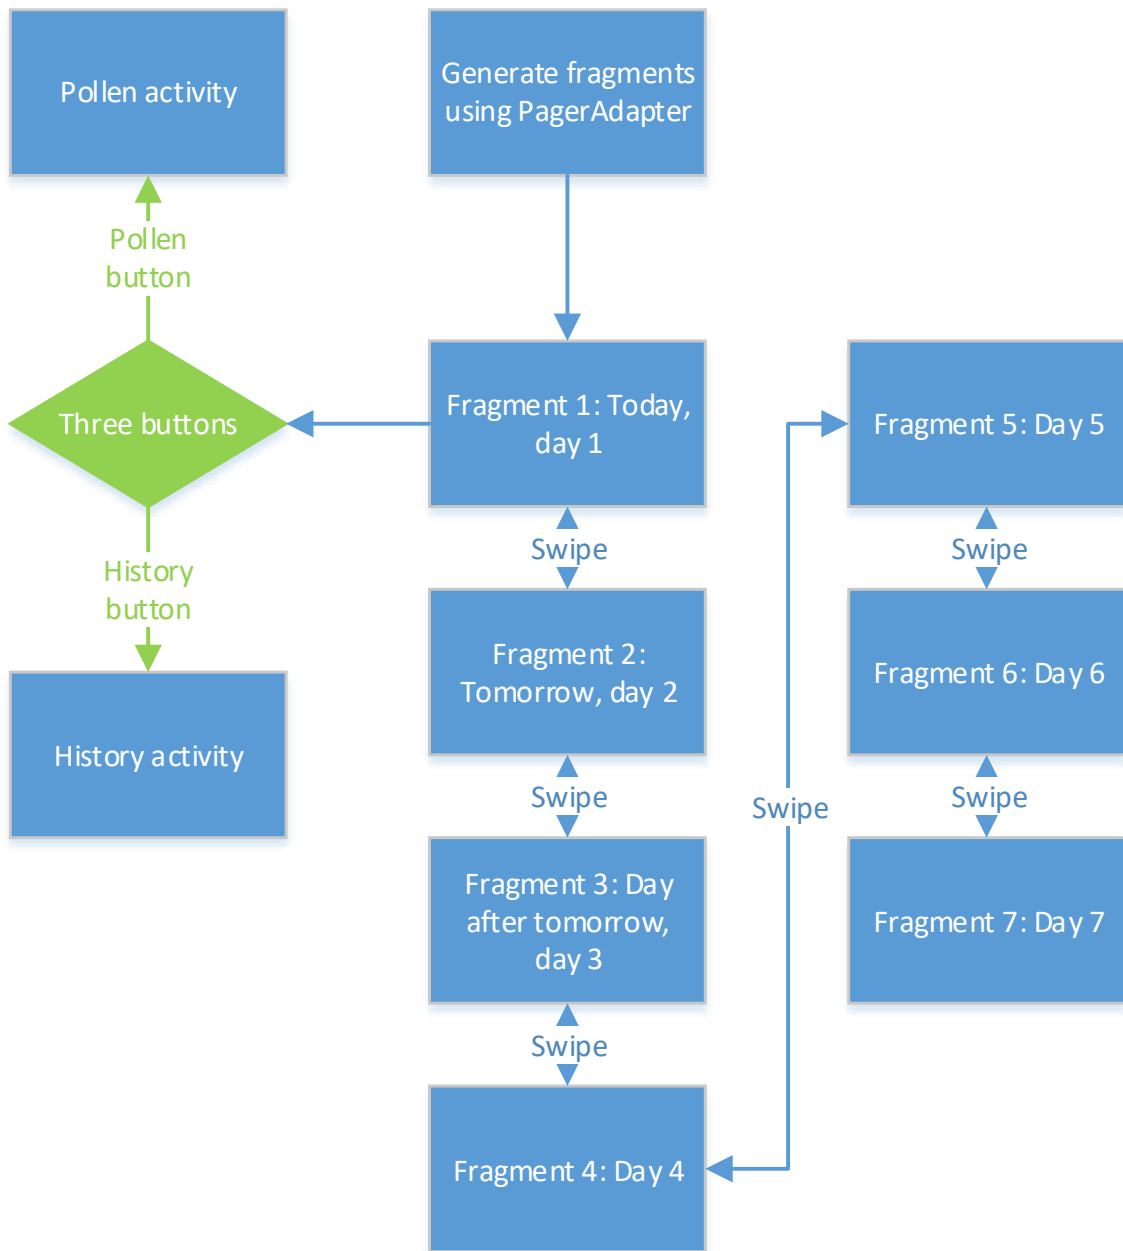 Pollen activity
Generate fragments
using PagerAdapter
Pollen
button
Three buttons
Fragment 1: Today,
day 1
Fragment 5: Day 5
Swipe
Swipe
History
button
Fragment 2:
Tomorrow, day 2
Fragment 6: Day 6
History activity
Swipe
Swipe
Swipe
Fragment 3: Day
after tomorrow,
day 3
Fragment 7: Day 7
Swipe
Fragment 4: Day 4